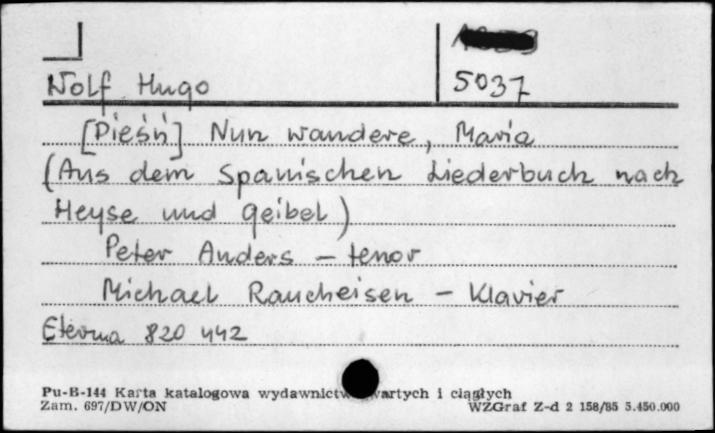 Wolf Hugo
5037
[Pieśń] Nun wandere, Maria
(Aus dem Spanischen Liederbuch nach
Heyse und Geibel)
Peter Anders – tenor
Michael Raucheisen – Klavier
Eterna 820 442
Pu-B-144 Karta katalogowa wydawnictw wartych i ciągłych
Zam. 697/DW/ON WZGraf Z-d 2 158/85 5.450.000